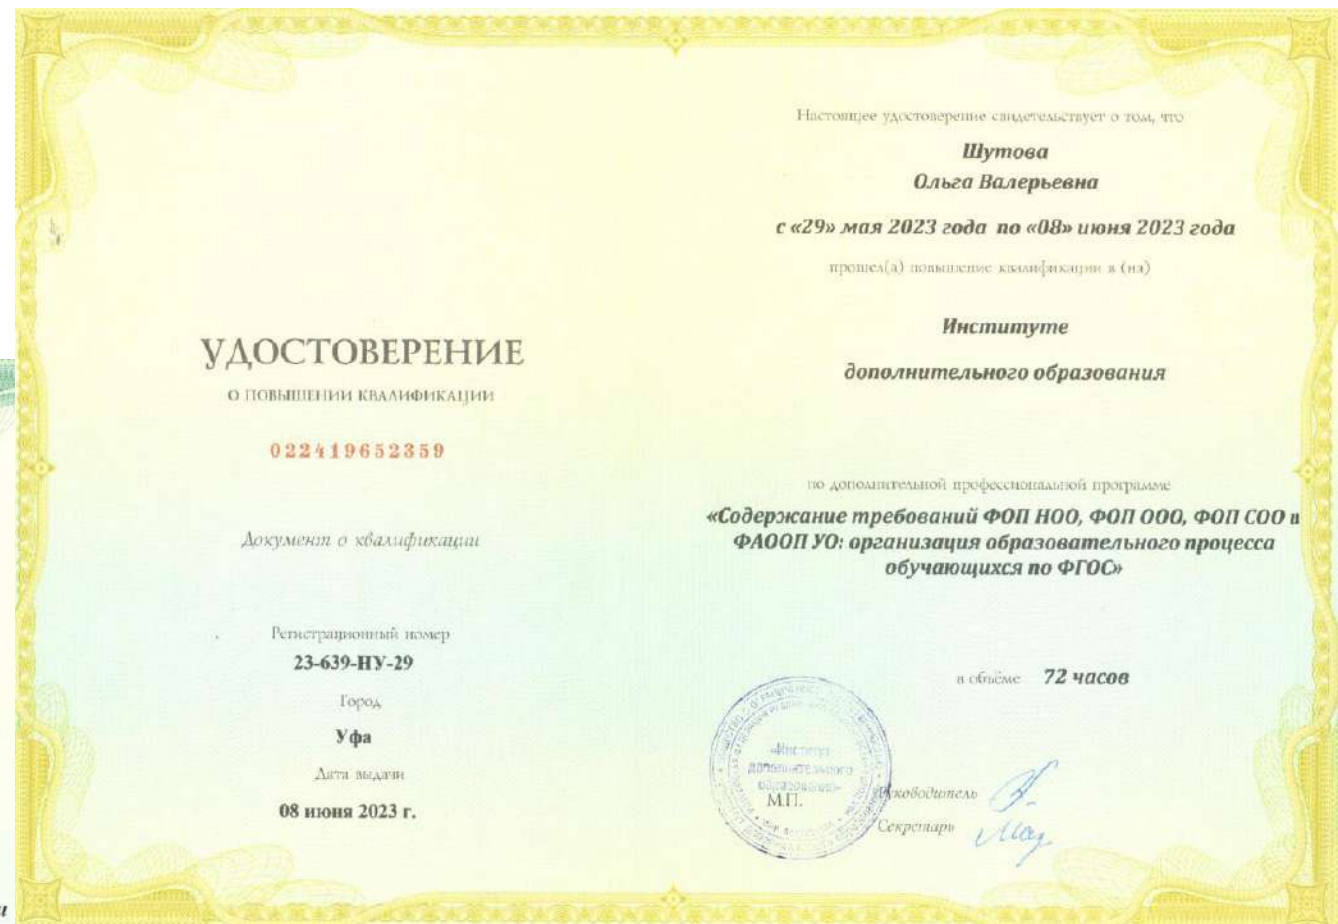 УДОСТОВЕРЕНИЕ
О ПОВЫШЕНИИ КВАЛИФИКАЦИИ
022419652359
Документ о квалификации
Регистрационный номер
23-639-НУ-29
Город
Уфа
Дата выдачи
08 июня 2023 г.
Настоящее удостоверение свидетельствует о том, что
Шутова
Ольга Валерьевна
с «29» мая 2023 года по «08» июня 2023 года
прошел(а) повышение квалификации в (на)
Институте
дополнительного образования
по дополнительной профессиональной программе
«Содержание требований ФОП НОО, ФОП ООО, ФОП СОО и
ФАООП УО: организация образовательного процесса
обучающихся по ФГОС»
в объёме 72 часов
«Институт
дополнительного
образования»
М.П.
Руководитель
Секретарь